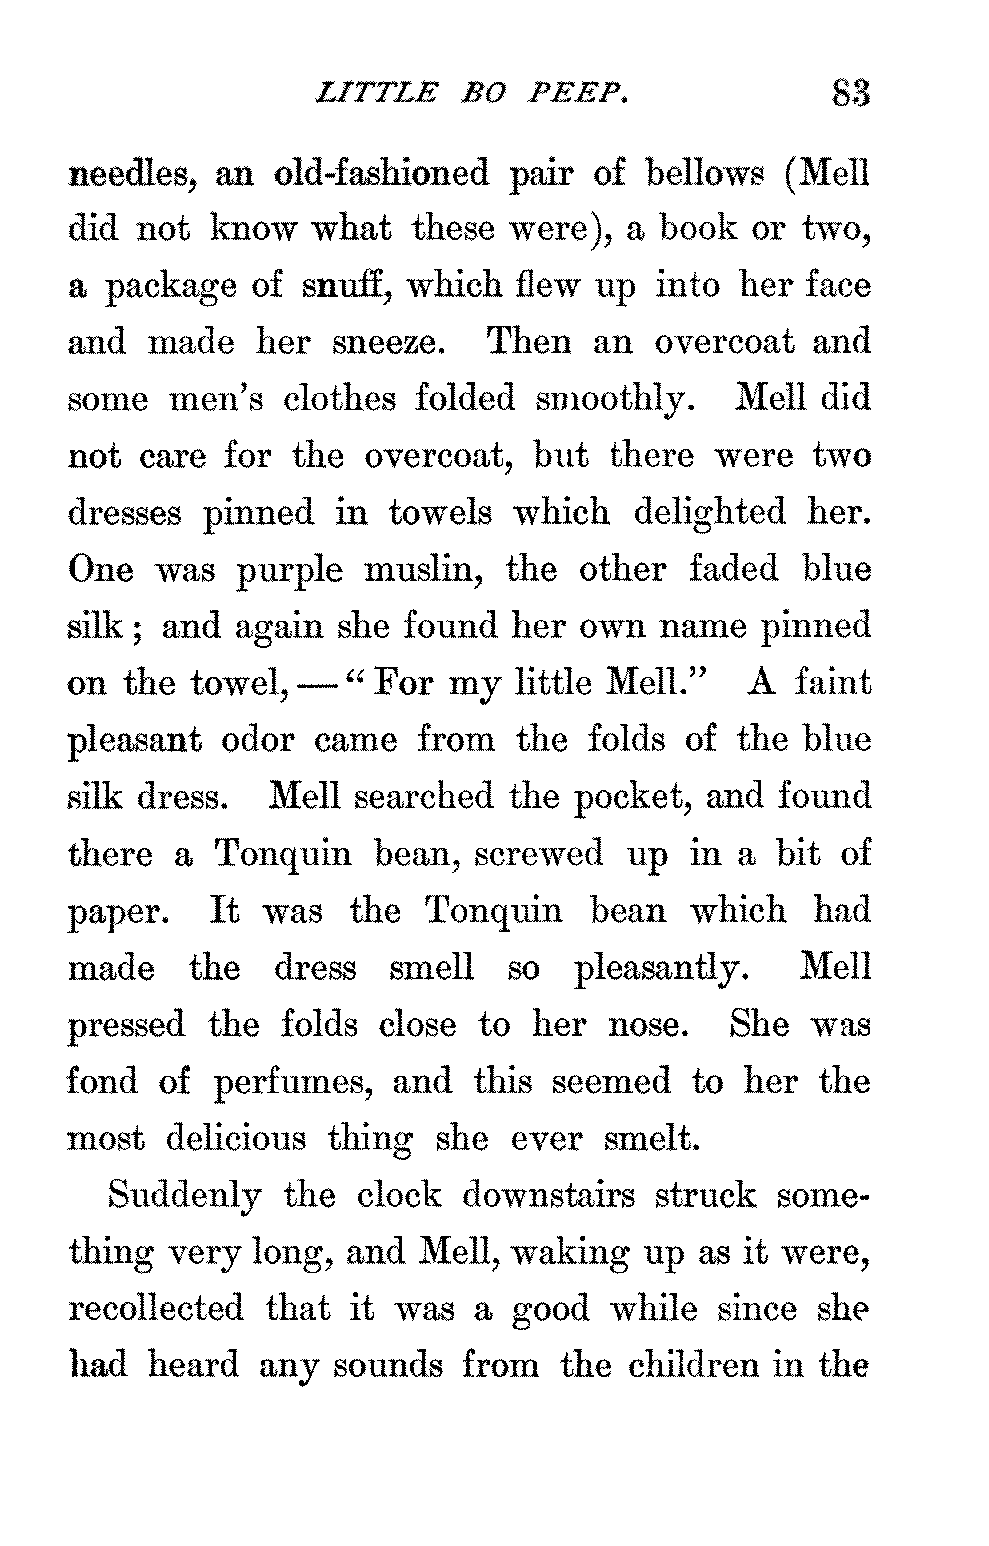 LITTLE BO PEEP. 83
needles, an old-fashioned pair of bellows (Mell
did not know what these were), a book or two,
a package of snuff, which flew up into her face
and made her sneeze. Then an overcoat and
some men's clothes folded smoothly. Mell did
not care for the overcoat, but there were two
dresses pinned in towels which delighted her.
One was purple muslin, the other faded blue
silk; and again she found her own name pinned
on the towel,—"For my little Mell." A faint
pleasant odor came from the folds of the blue
silk dress. Mell searched the pocket, and found
there a Tonquin bean, screwed up in a bit of
paper. It was the Tonquin bean which had
made the dress smell so pleasantly. Mell
pressed the folds close to her nose. She was
fond of perfumes, and this seemed to her the
most delicious thing she ever smelt.
Suddenly the clock downstairs struck some-
thing very long, and Mell, waking up as it were,
recollected that it was a good while since she
had heard any sounds from the children in the